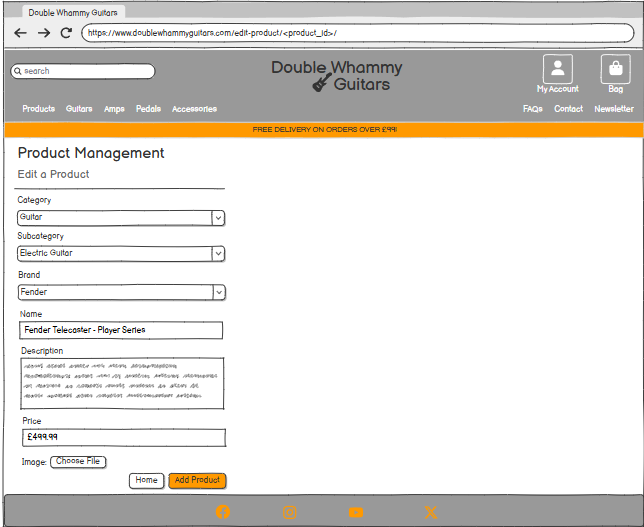 Double Whammy Guitars
https://www.doublewhammyguitars.com/edit-product/<product_id>/
search
Double Whammy
Guitars
My Account
Bag
Products Guitars Amps Pedals Accessories
FAQs Contact Newsletter
FREE DELIVERY ON ORDERS OVER £99!
Product Management
Edit a Product
Category
Guitar
Subcategory
Electric Guitar
Brand
Fender
Name
Fender Telecaster - Player Series
Description
Price
£499.99
Image: Choose File
Home Add Product